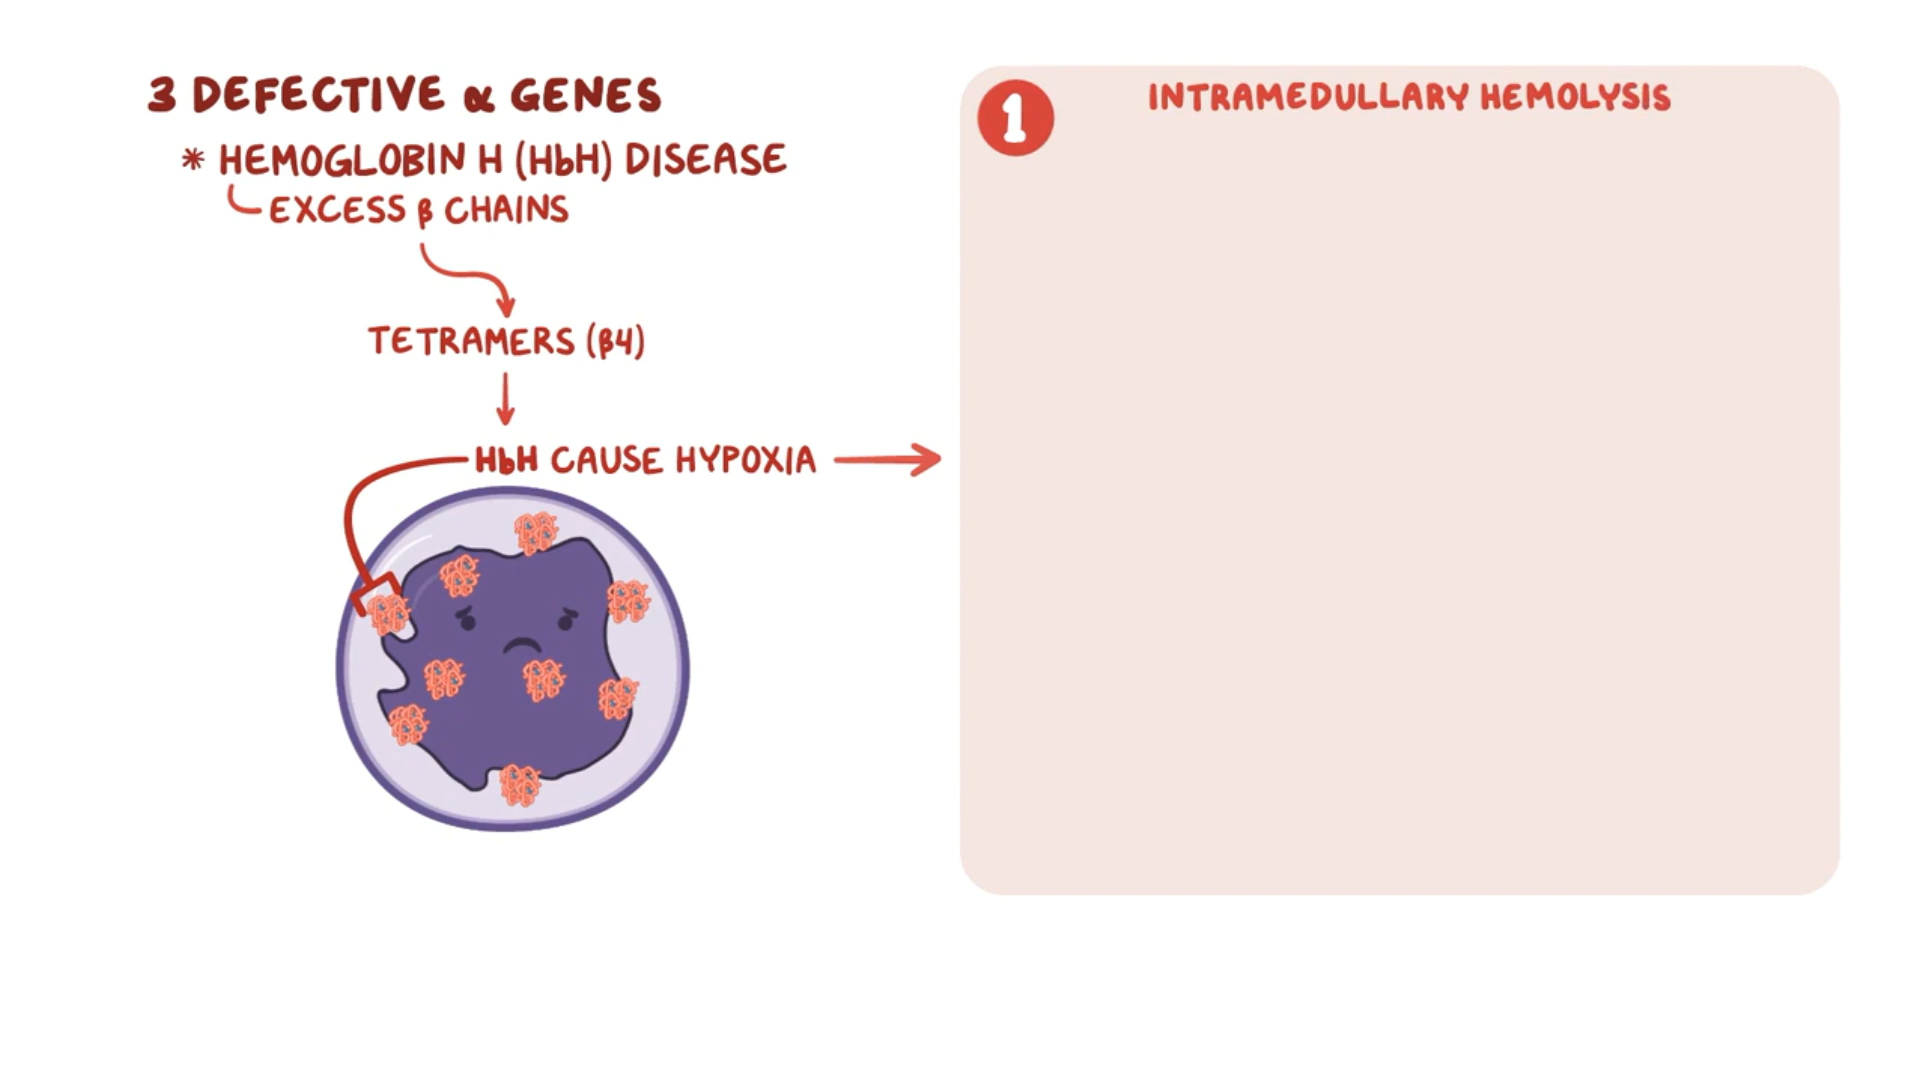 3 DEFECTIVE α GENES
* HEMOGLOBIN H (HbH) DISEASE
EXCESS β CHAINS
TETRAMERS (β4)
HbH CAUSE HYPOXIA
1
INTRAMEDULLARY HEMOLYSIS